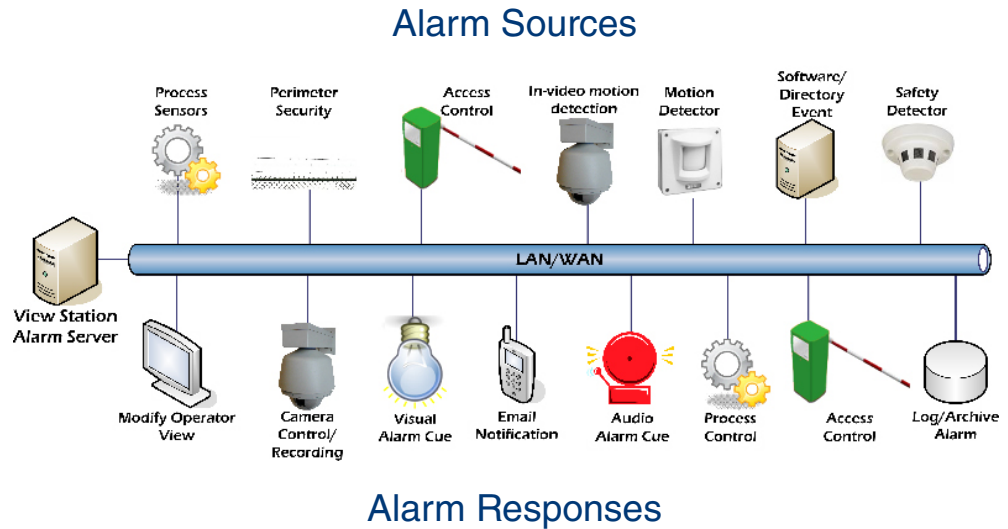 Alarm Sources
Process
Sensors
Perimeter
Security
Access
Control
In-video motion
detection
Motion
Detector
Software/
Directory
Event
Safety
Detector
LAN/WAN
View Station
Alarm Server
Modify Operator
View
Camera
Control/
Recording
Visual
Alarm Cue
Email
Notification
Audio
Alarm Cue
Process
Control
Access
Control
Log/Archive
Alarm
Alarm Responses